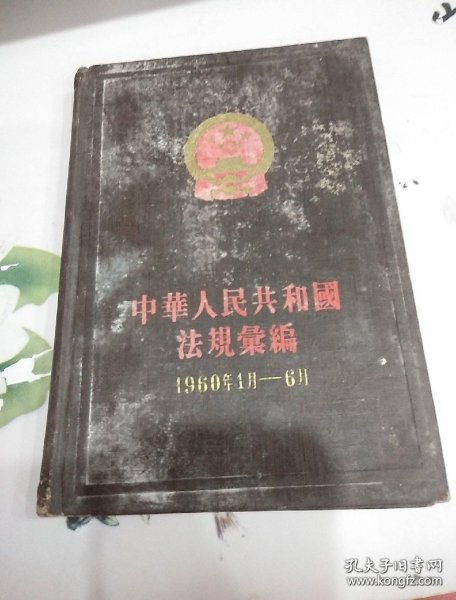 中華人民共和國
法規彙編
1960年1月——6月
孔夫子旧书网
www.kongfz.com